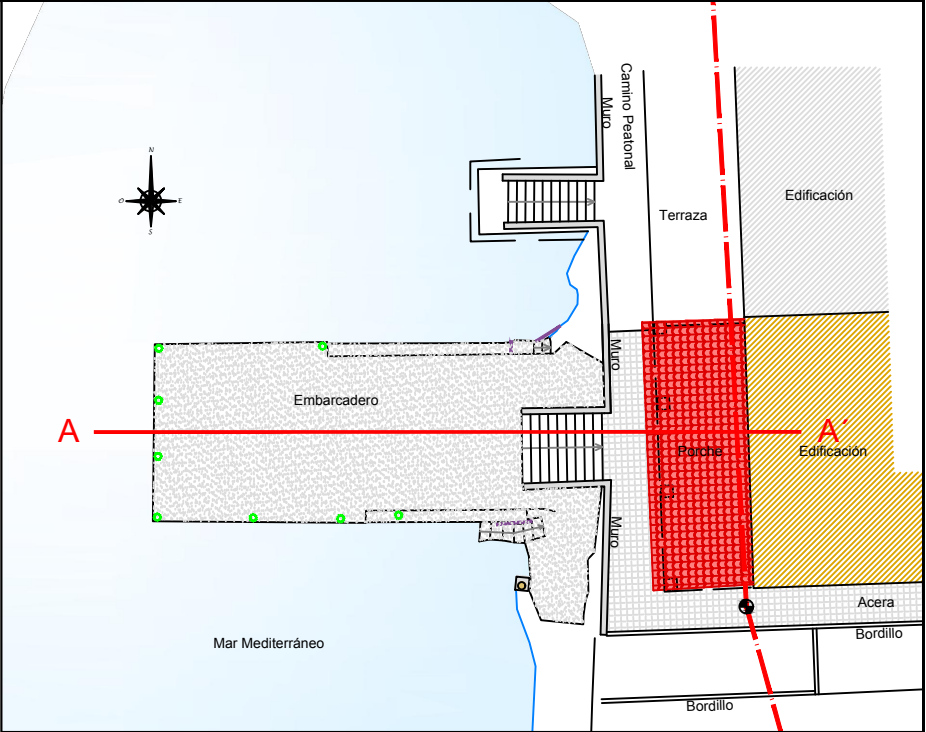 Camino Peatonal
Muro
N
O
E
S
Edificación
Terraza
Muro
Embarcadero
A
A´
Porche
Edificación
Muro
Acera
Bordillo
Mar Mediterráneo
Bordillo